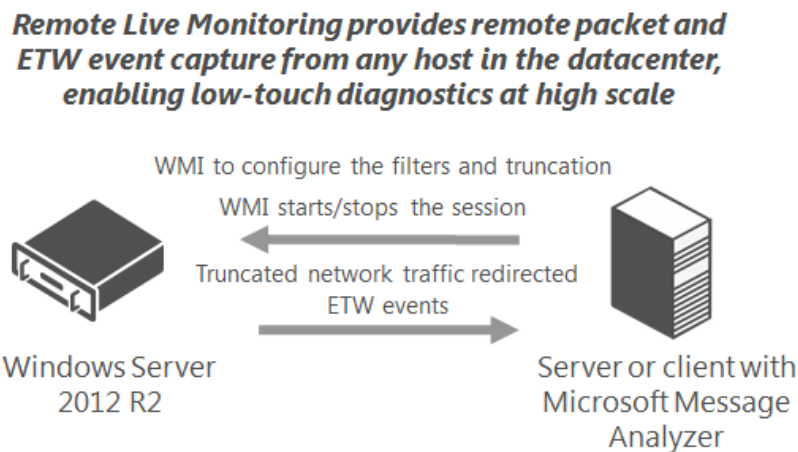 Remote Live Monitoring provides remote packet and
ETW event capture from any host in the datacenter,
enabling low-touch diagnostics at high scale
WMI to configure the filters and truncation
WMI starts/stops the session
Truncated network traffic redirected
ETW events
Windows Server
2012 R2
Server or client with
Microsoft Message
Analyzer